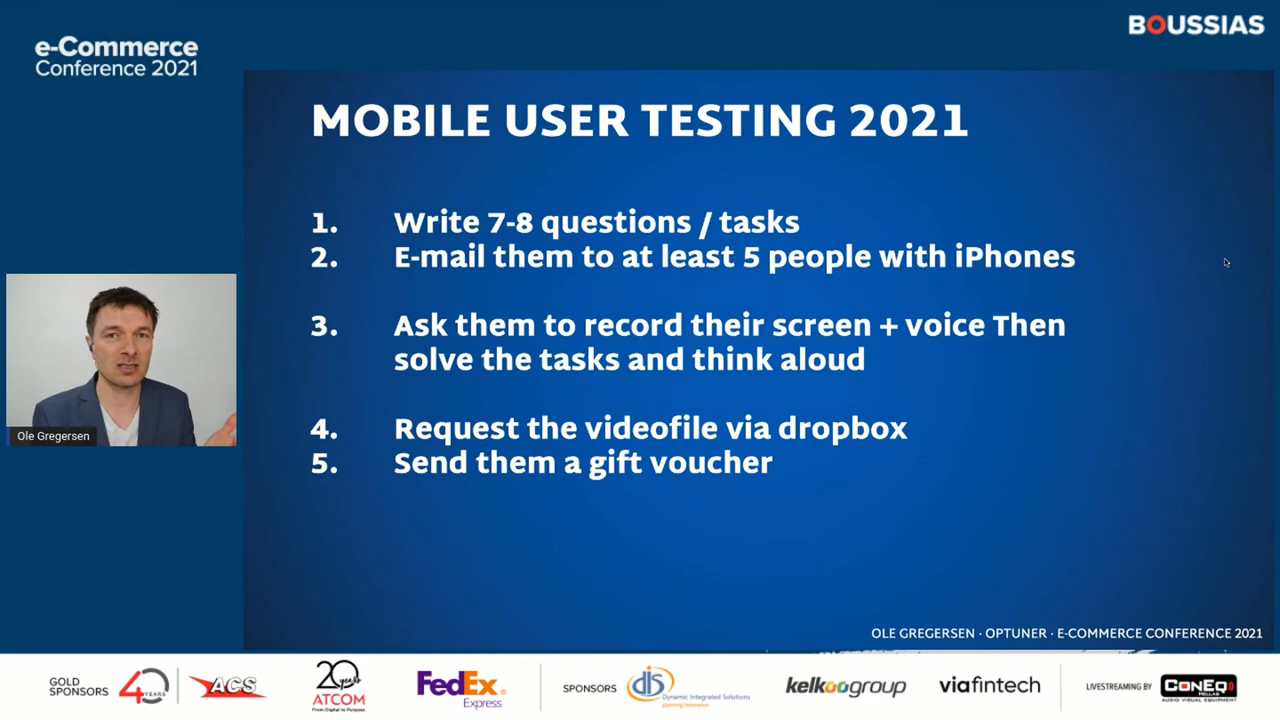 e-Commerce
Conference 2021
BOUSSIAS
MOBILE USER TESTING 2021
1. Write 7-8 questions / tasks
2. E-mail them to at least 5 people with iPhones
3. Ask them to record their screen + voice Then
solve the tasks and think aloud
4. Request the videofile via dropbox
5. Send them a gift voucher
Ole Gregersen
OLE GREGERSEN · OPTUNER · E-COMMERCE CONFERENCE 2021
GOLD
SPONSORS
40 YEARS
ACS
20 years
ATCOM
From Digital to Purpose
FedEx
Express
SPONSORS
dis
Dynamic Integrated Solutions
planning innovation
kelkoogroup
viafintech
LIVESTREAMING BY
CONEQ
HELLAS
AUDIO VISUAL EQUIPMENT